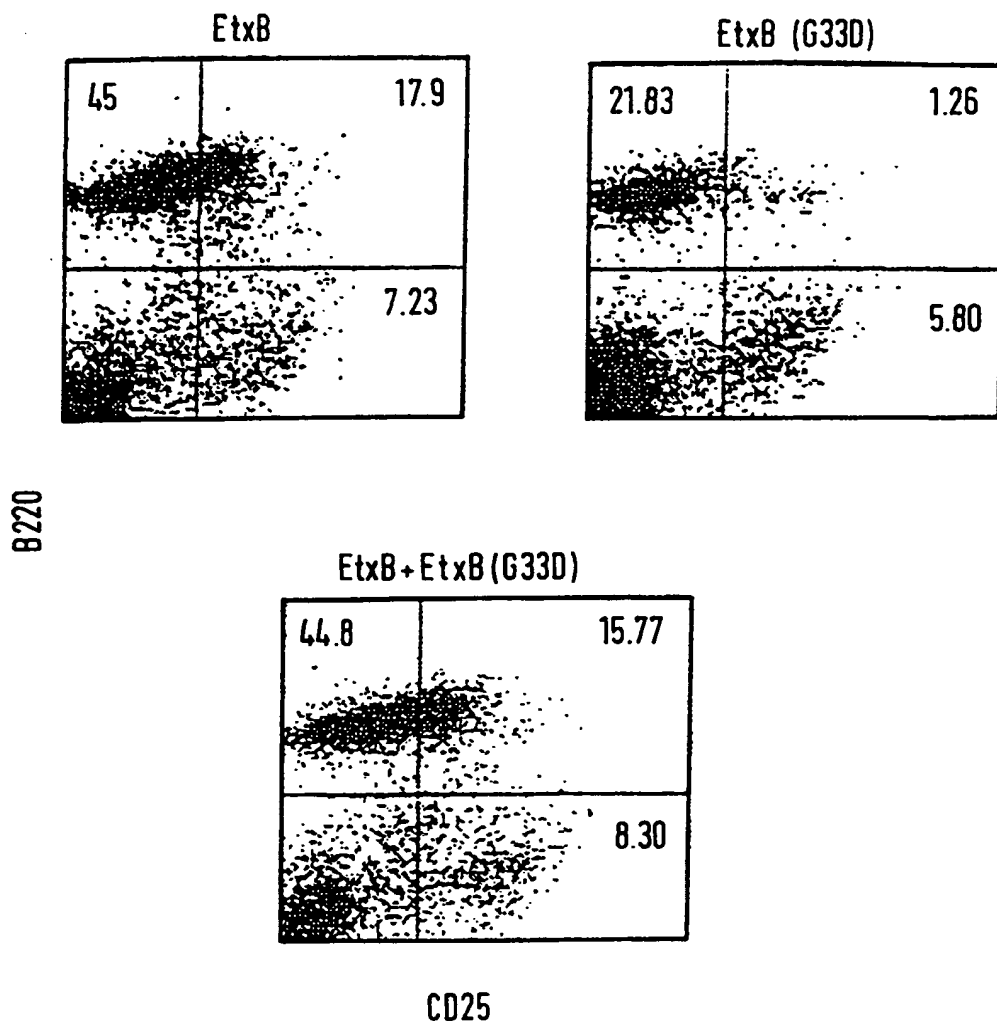 EtxB
45
17.9
7.23
EtxB (G33D)
21.83
1.26
5.80
B220
EtxB+EtxB(G33D)
44.8
15.77
8.30
CD25